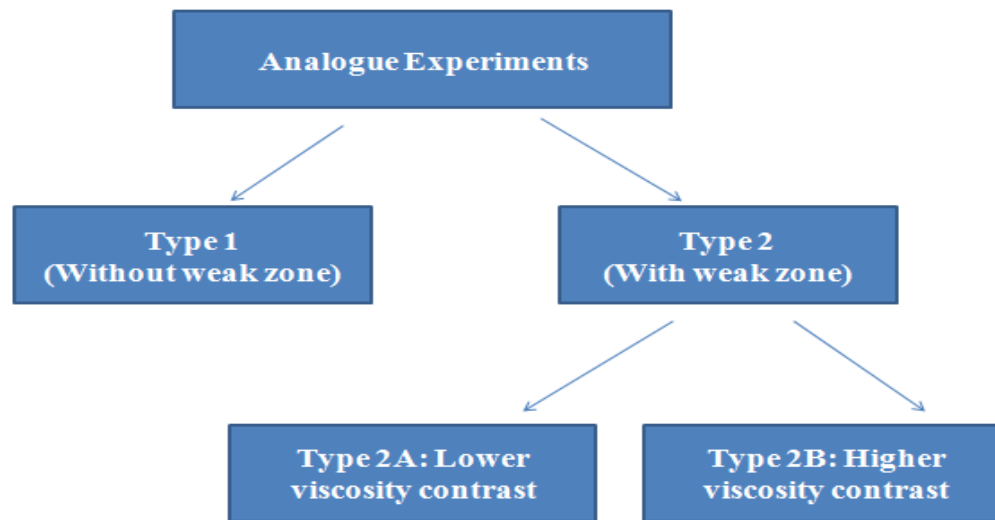 Analogue Experiments
Type 1
(Without weak zone)
Type 2
(With weak zone)
Type 2A: Lower
viscosity contrast
Type 2B: Higher
viscosity contrast